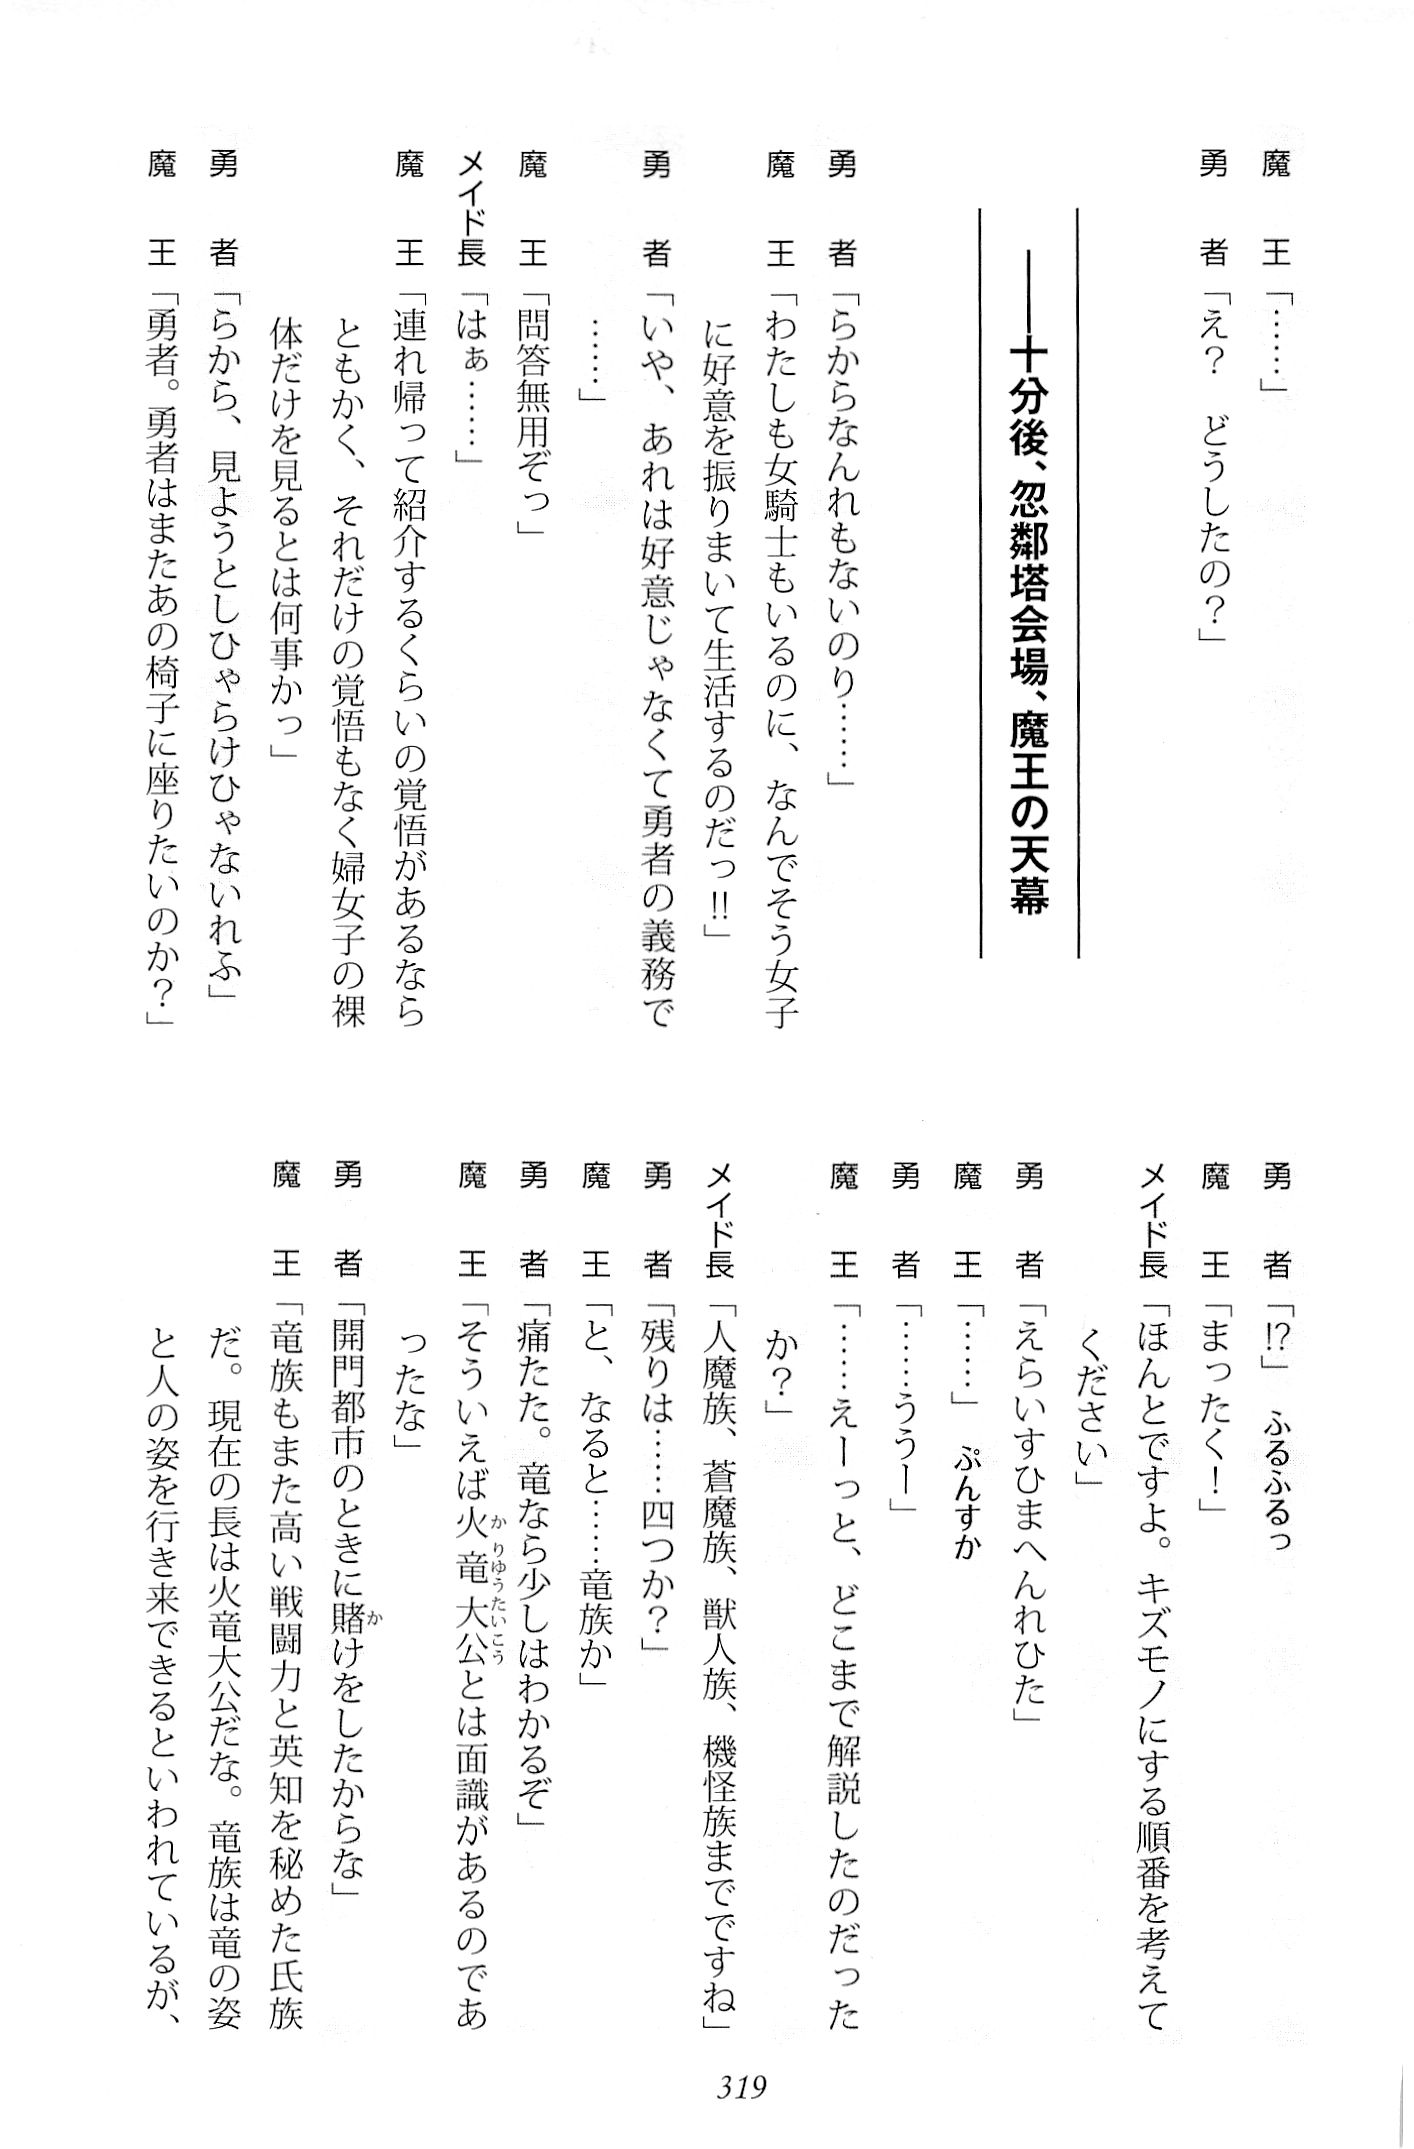 魔　王「……」
勇　者「え？　どうしたの？」
――十分後、忽鄰塔会場、魔王の天幕
勇　者「らからなんれもないのり……」
魔　王「わたしも女騎士もいるのに、なんでそう女子
に好意を振りまいて生活するのだっ!!」
勇　者「いや、あれは好意じゃなくて勇者の義務で
……」
魔　王「問答無用ぞっ」
メイド長「はぁ……」
魔　王「連れ帰って紹介するくらいの覚悟があるなら
ともかく、それだけの覚悟もなく婦女子の裸
体だけを見るとは何事かっ」
勇　者「らから、見ようとしひゃらけひゃないれふ」
魔　王「勇者。勇者はまたあの椅子に座りたいのか？」
勇　者「!?」　ふるふるっ
魔　王「まったく！」
メイド長「ほんとですよ。キズモノにする順番を考えて
ください」
勇　者「えらいすひまへんれひた」
魔　王「……」　ぷんすか
勇　者「……うぅー」
魔　王「……えーっと、どこまで解説したのだった
か？」
メイド長「人魔族、蒼魔族、獣人族、機怪族までですね」
勇　者「残りは……四つか？」
魔　王「と、なると……竜族か」
勇　者「痛たた。竜なら少しはわかるぞ」
魔　王「そういえば火竜大公とは面識があるのであ
ったな」
勇　者「開門都市のときに賭けをしたからな」
魔　王「竜族もまた高い戦闘力と英知を秘めた氏族
だ。現在の長は火竜大公だな。竜族は竜の姿
と人の姿を行き来できるといわれているが、
319